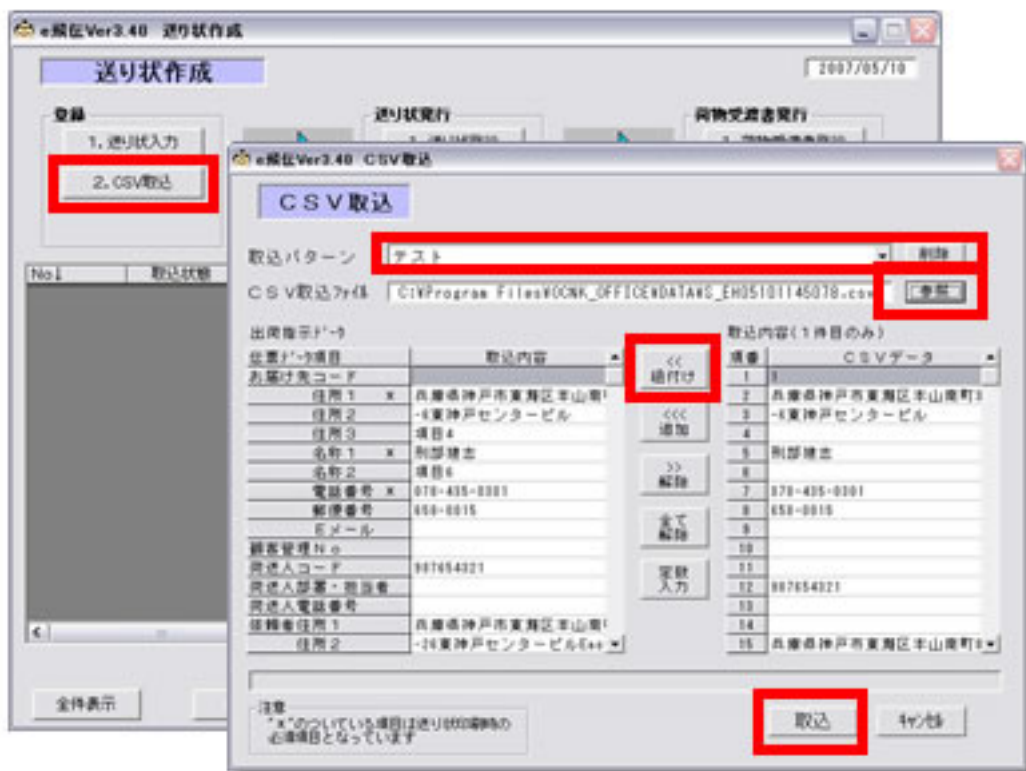 e飛伝Ver3.40 送り状作成
送り状作成
2007/05/10
登録
送り状発行
荷物受渡書発行
1. 送り状入力
2. CSV取込
No↓
取込状態
全件表示
e飛伝Ver3.40 CSV取込
CSV取込
取込パターン
テスト
削除
CSV取込ファイル
参照
出荷指示データ
取込内容(1件目のみ)
伝票データ項目
取込内容
項番
CSVデータ
お届け先コード
1
住所1 ×
兵庫県神戸市東灘区本山南
<< 紐付け
2
兵庫県神戸市東灘区本山南町
住所2
-6東神戸センタービル
3
-6東神戸センタービル
住所3
項目4
<<< 追加
4
名称1 ×
5
名称2
項目6
>> 解除
6
電話番号 ×
078-435-0301
7
078-435-0301
郵便番号
658-0015
8
658-0015
Eメール
全て解除
9
顧客管理No
10
荷送人コード
987654321
定数入力
11
荷送人部署・担当者
12
987654321
荷送人電話番号
13
依頼者住所1
兵庫県神戸市東灘区本山南
14
住所2
15
兵庫県神戸市東灘区本山南町
注意
"×"のついている項目は送り状印刷時の
必須項目となっています
取込
キャンセル